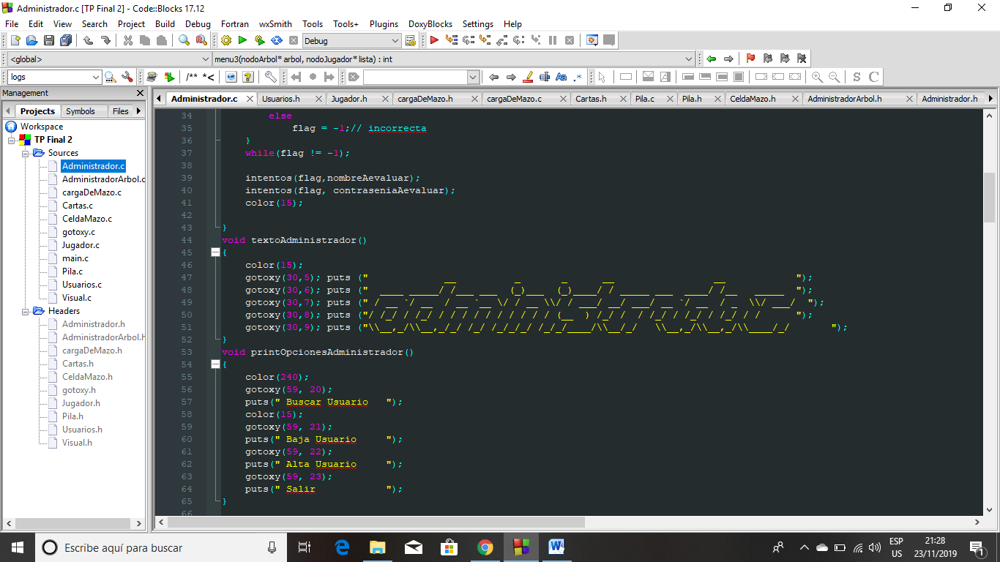 Administrador.c [TP Final 2] - Code::Blocks 17.12
File Edit View Search Project Build Debug Fortran wxSmith Tools Tools+ Plugins DoxyBlocks Settings Help
Debug
<global> menu3(nodoArbol* arbol, nodoJugador* lista) : int
logs /** *< Aa .* S C
Management
Administrador.c Usuarios.h Jugador.h cargaDeMazo.h cargaDeMazo.c Cartas.h Pila.c Pila.h CeldaMazo.h AdministradorArbol.h Administrador.h
Projects Symbols Files
Workspace
TP Final 2
Sources
Administrador.c
AdministradorArbol.c
cargaDeMazo.c
Cartas.c
CeldaMazo.c
gotoxy.c
Jugador.c
main.c
Pila.c
Usuarios.c
Visual.c
Headers
Administrador.h
AdministradorArbol.h
cargaDeMazo.h
Cartas.h
CeldaMazo.h
gotoxy.h
Jugador.h
Pila.h
Usuarios.h
Visual.h
34 else
35 flag = -1;// incorrecta
36 }
37 while(flag != -1);
38
39 intentos(flag,nombreAevaluar);
40 intentos(flag, contraseniaAevaluar);
41 color(15);
42
43 }
44 void textoAdministrador()
45 {
46 color(15);
47 gotoxy(30,5); puts ("             __          _       _      __                 __            ");
48 gotoxy(30,6); puts ("  ____ _____/ /___ ___  (_)___  (_)____/ /_____ ___ ____/ /__   _____  ");
49 gotoxy(30,7); puts (" / __ `/ __  / __ `__ \\/ / __ \\/ / ___/ __/ ___/ __ `/ __  / _ \\/ ___/  ");
50 gotoxy(30,8); puts ("/ /_/ / /_/ / / / / / / / / / / (__  ) /_/ /  / /_/ / /_/ / /_/ / /      ");
51 gotoxy(30,9); puts ("\\__,_/\\__,_/_/ /_/ /_/_/_/ /_/_/____/\\__/_/   \\__,_/\\__,_/\\____/_/       ");
52 }
53 void printOpcionesAdministrador()
54 {
55 color(240);
56 gotoxy(59, 20);
57 puts(" Buscar Usuario   ");
58 color(15);
59 gotoxy(59, 21);
60 puts(" Baja Usuario     ");
61 gotoxy(59, 22);
62 puts(" Alta Usuario     ");
63 gotoxy(59, 23);
64 puts(" Salir            ");
65 }
66
Escribe aquí para buscar
ESP
US
21:28
23/11/2019
1